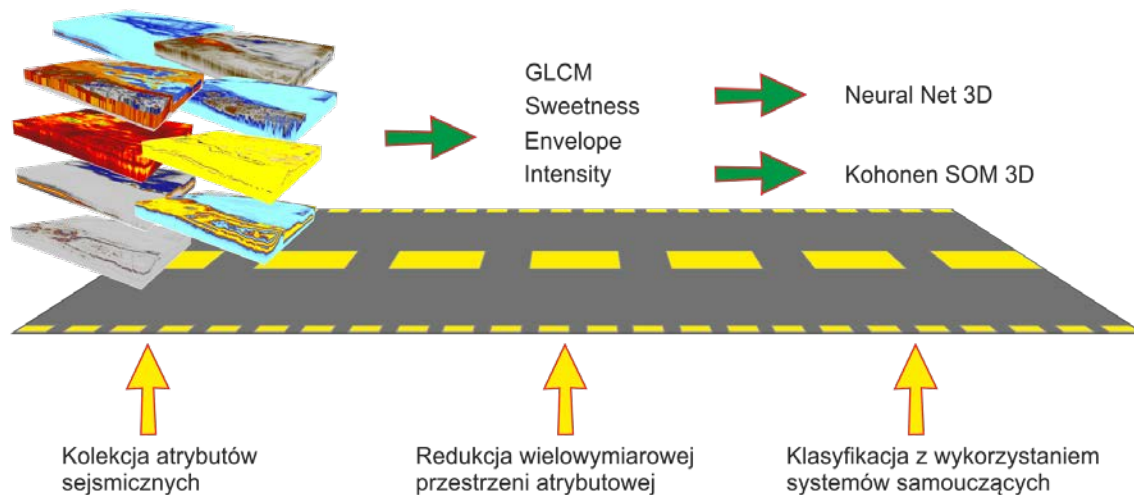 GLCM
Sweetness
Envelope
Intensity
Neural Net 3D
Kohonen SOM 3D
Kolekcja atrybutów
sejsmicznych
Redukcja wielowymiarowej
przestrzeni atrybutowej
Klasyfikacja z wykorzystaniem
systemów samouczących